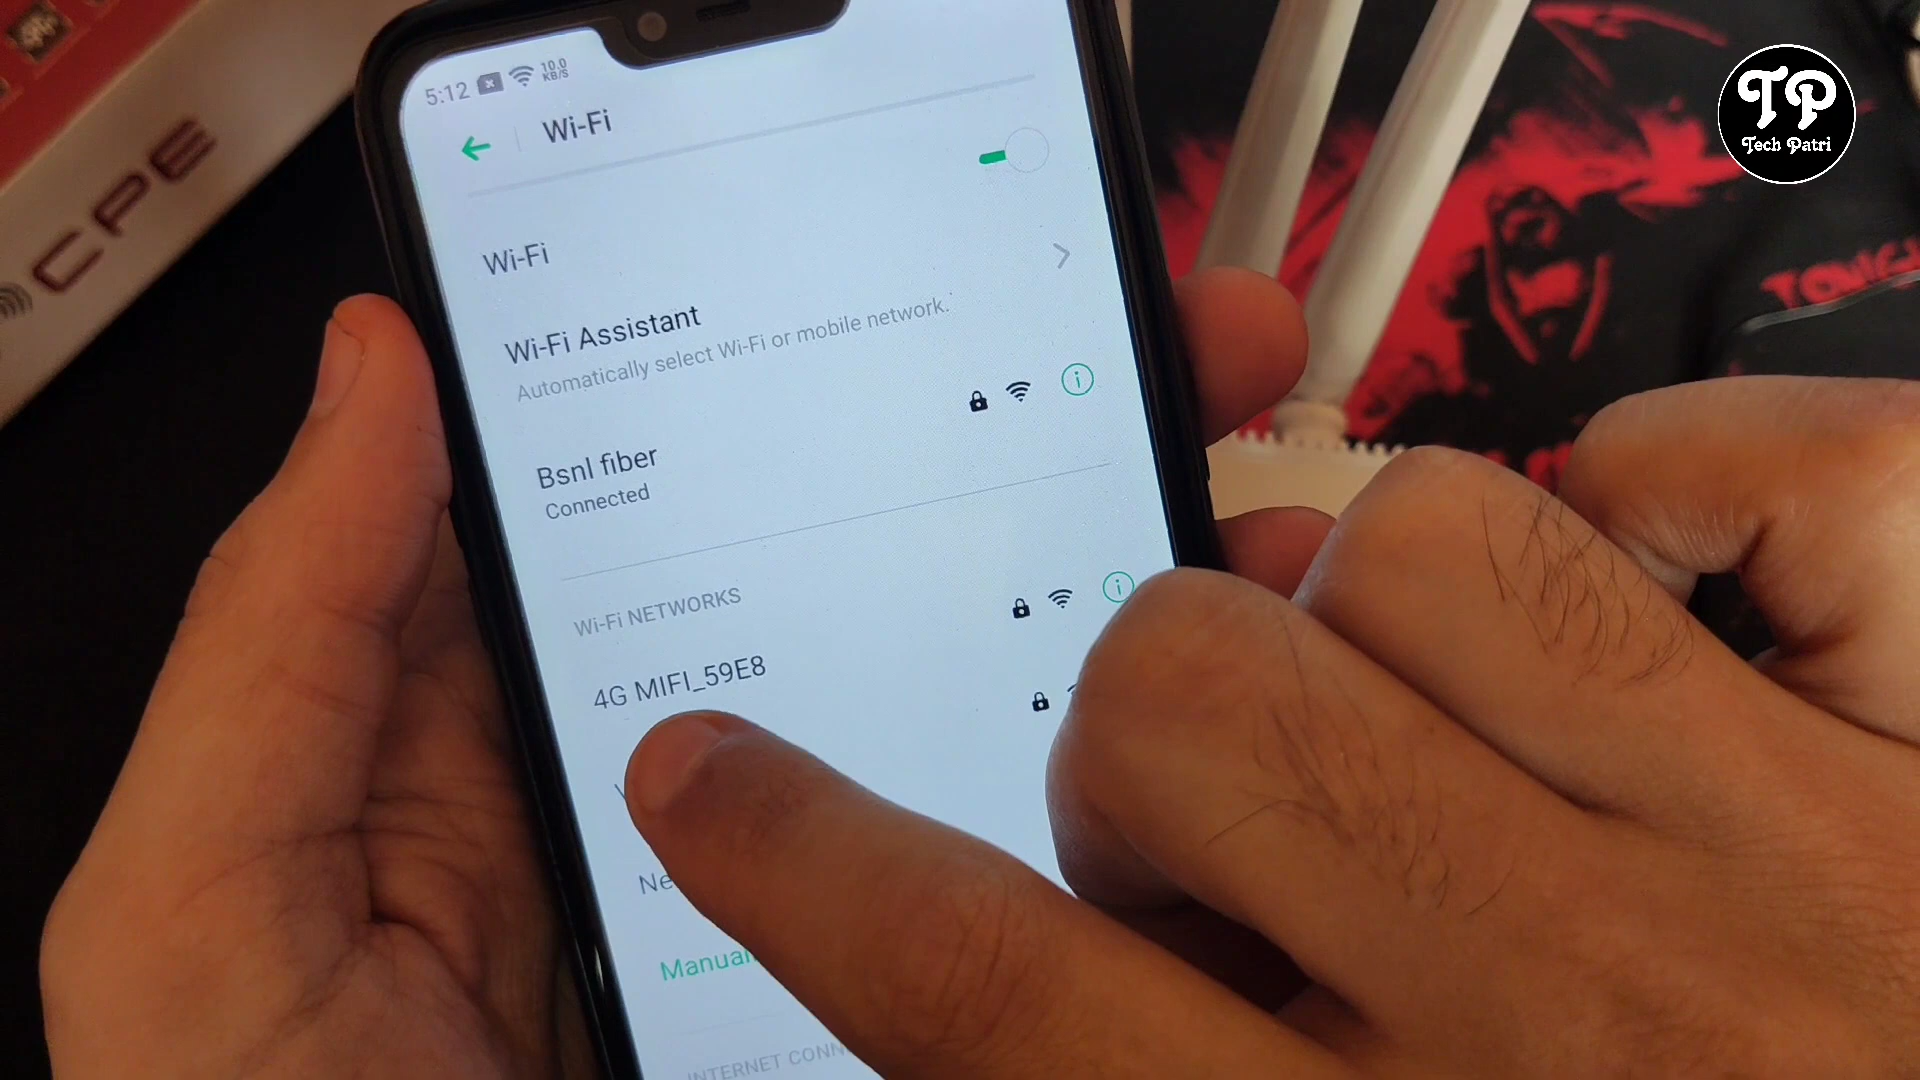 5:12
10.0
KB/S
Wi-Fi
Wi-Fi
Wi-Fi Assistant
Automatically select Wi-Fi or mobile network.
Bsnl fiber
Connected
Wi-Fi NETWORKS
4G MIFI_59E8
INTERNET
CPE
TP
Tech Patri